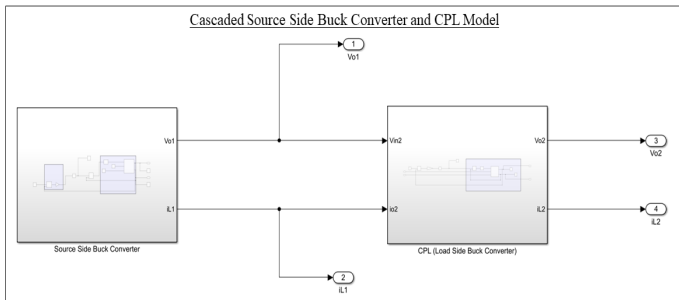 Cascaded Source Side Buck Converter and CPL Model
1
Vo1
Vo1
Vin2
Vo2
3
Vo2
iL1
io2
iL2
4
iL2
Source Side Buck Converter
CPL (Load Side Buck Converter)
2
iL1